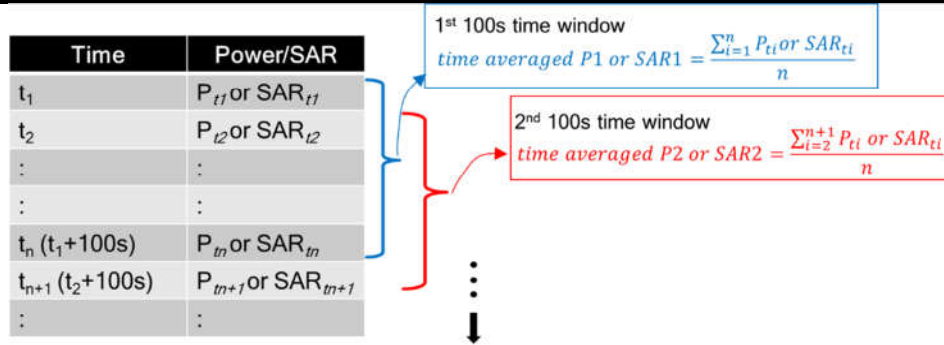 1st 100s time window
time averaged P1 or SAR1 = ∑ⁿᵢ₌₁ Pₜᵢ or SARₜᵢ / n
Time Power/SAR
t₁ Pₜ₁ or SARₜ₁
t₂ Pₜ₂ or SARₜ₂
: :
: :
tₙ (t₁+100s) Pₜₙ or SARₜₙ
tₙ₊₁ (t₂+100s) Pₜₙ₊₁ or SARₜₙ₊₁
: :
2nd 100s time window
time averaged P2 or SAR2 = ∑ⁿ⁺¹ᵢ₌₂ Pₜᵢ or SARₜᵢ / n